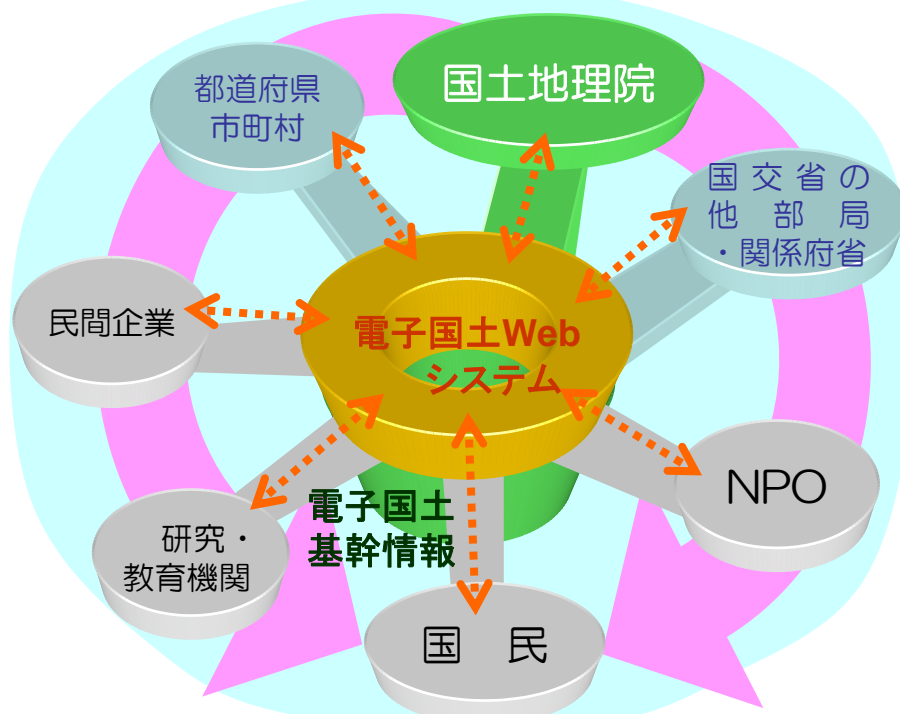 国土地理院
都道府県
市町村
国交省の
他部局
・関係府省
民間企業
電子国土Web
システム
NPO
電子国土
基幹情報
研究・
教育機関
国民